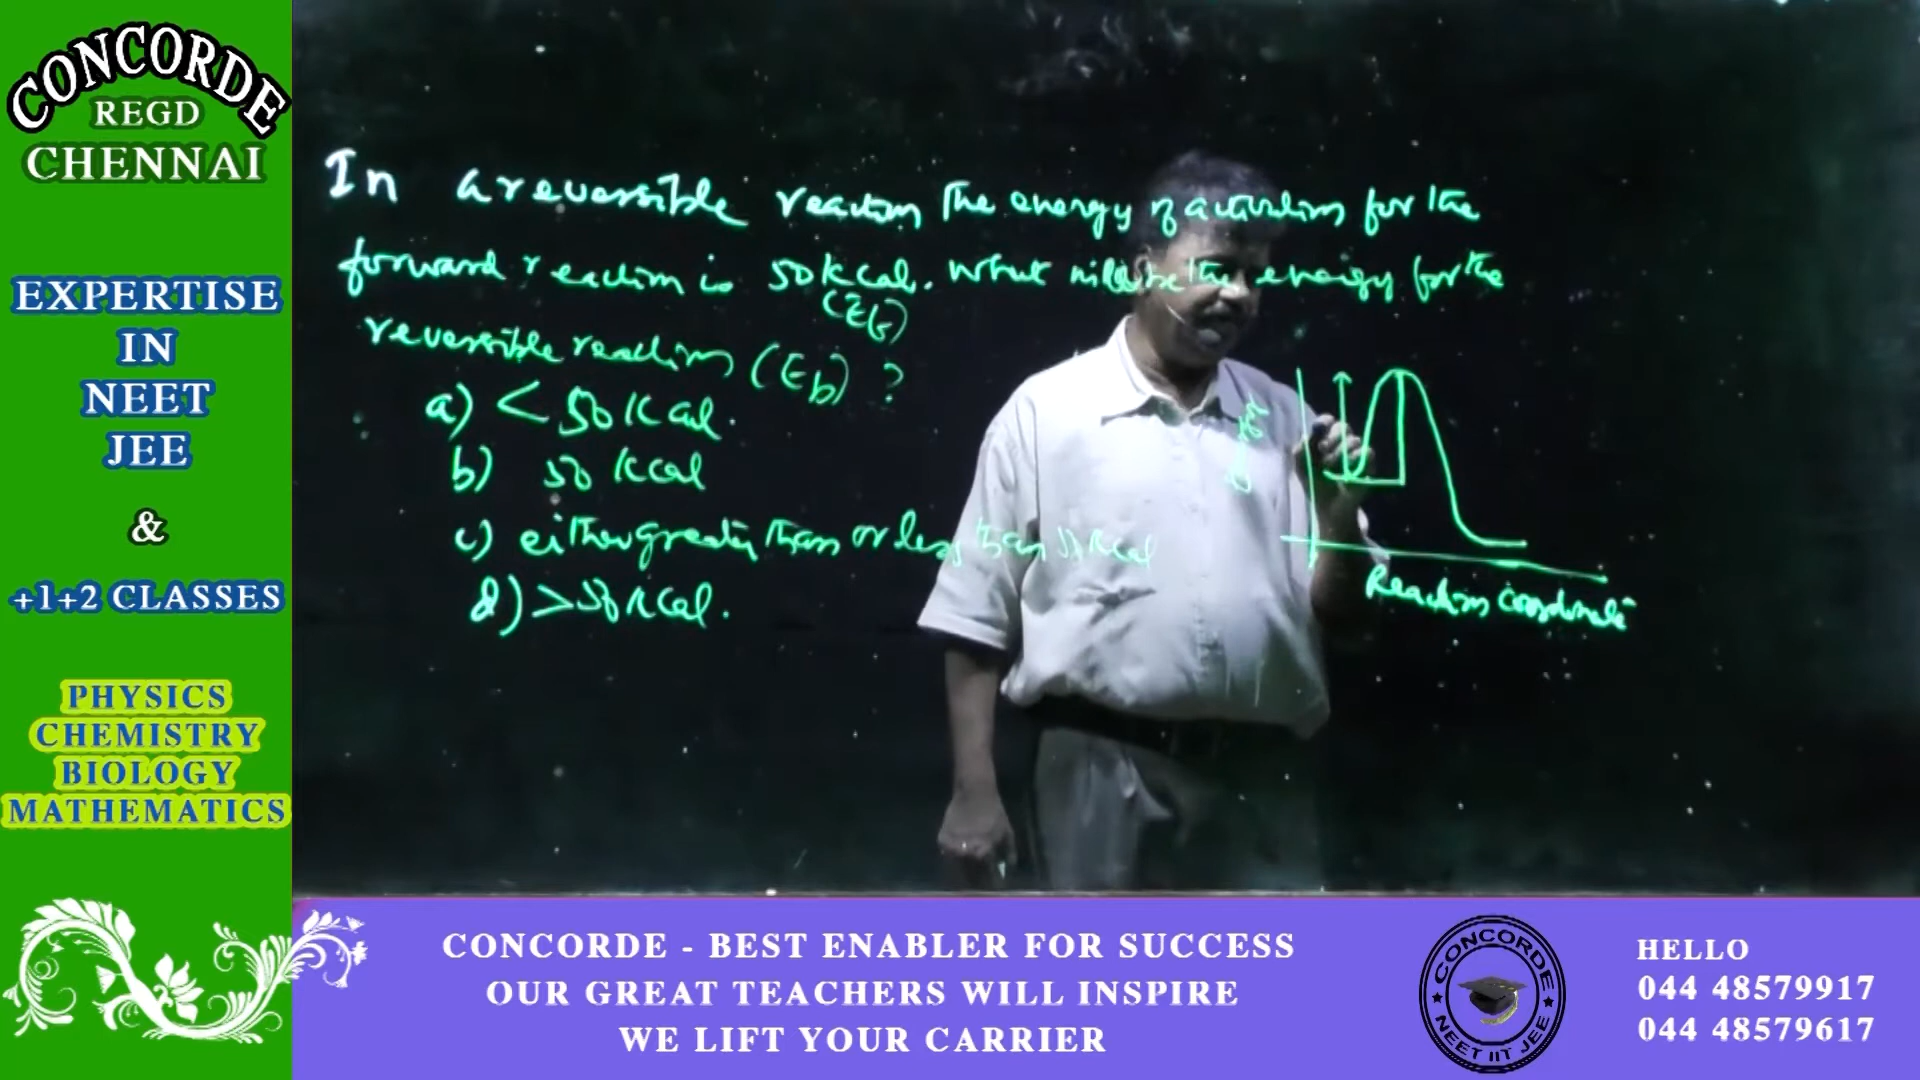 CONCORDE
REGD
CHENNAI
EXPERTISE
IN
NEET
JEE
&
+1+2 CLASSES
PHYSICS
CHEMISTRY
BIOLOGY
MATHEMATICS
In a reversible reaction the energy of activation for the
forward reaction is 50 kcal. What will be the energy for the
(Ef)
reversible reaction (Eb) ?
a) < 50 kcal.
b) 50 kcal
c) either greater than or less than 50 kcal
d) > 50 kcal.
Reaction coordinate
CONCORDE - BEST ENABLER FOR SUCCESS
OUR GREAT TEACHERS WILL INSPIRE
WE LIFT YOUR CARRIER
CONCORDE
NEET IIT JEE
HELLO
044 48579917
044 48579617